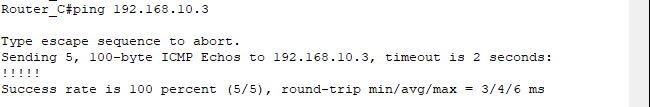 Router_C#ping 192.168.10.3
Type escape sequence to abort.
Sending 5, 100-byte ICMP Echos to 192.168.10.3, timeout is 2 seconds:
!!!!!
Success rate is 100 percent (5/5), round-trip min/avg/max = 3/4/6 ms